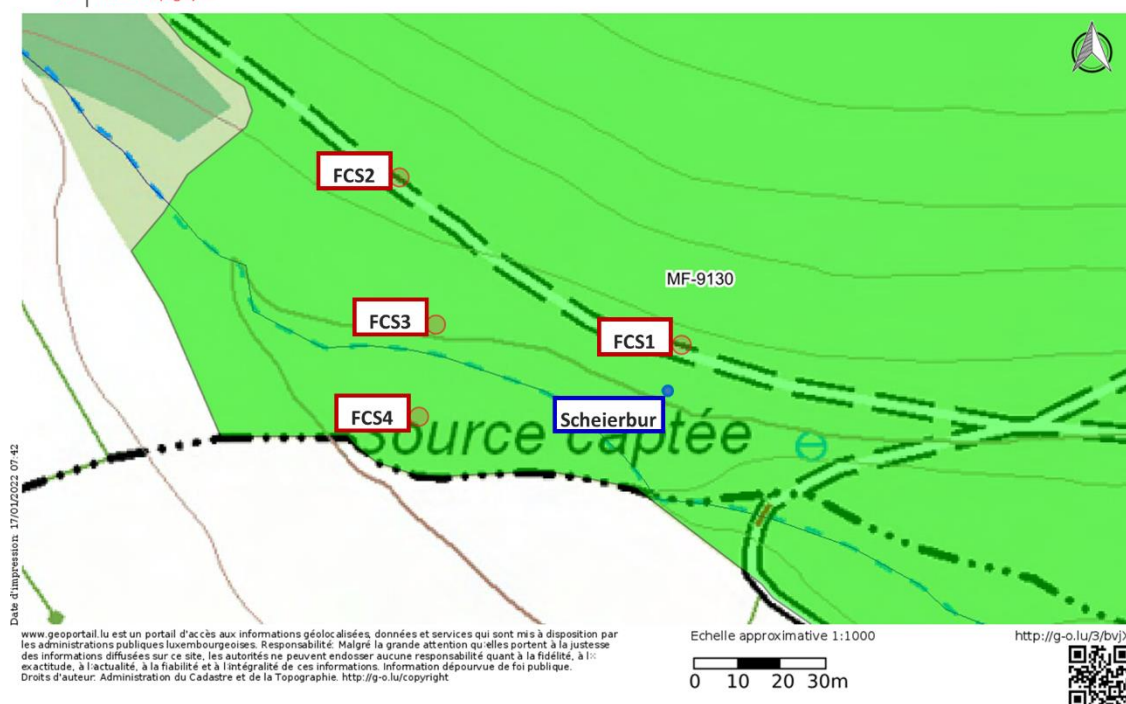 FCS2
MF-9130
FCS3
FCS1
FCS4
Scheierbur
Source captée
Date d'impression: 17/01/2022 07:42
www.geoportail.lu est un portail d'accès aux informations géolocalisées, données et services qui sont mis à disposition par
les administrations publiques luxembourgeoises. Responsabilité: Malgré la grande attention qu'elles portent à la justesse
des informations diffusées sur ce site, les autorités ne peuvent endosser aucune responsabilité quant à la fidélité, à l'
exactitude, à l'actualité, à la fiabilité et à l'intégralité de ces informations. Information dépourvue de foi publique.
Droits d'auteur: Administration du Cadastre et de la Topographie. http://g-o.lu/copyright
Echelle approximative 1:1000
0 10 20 30m
http://g-o.lu/3/bvjX